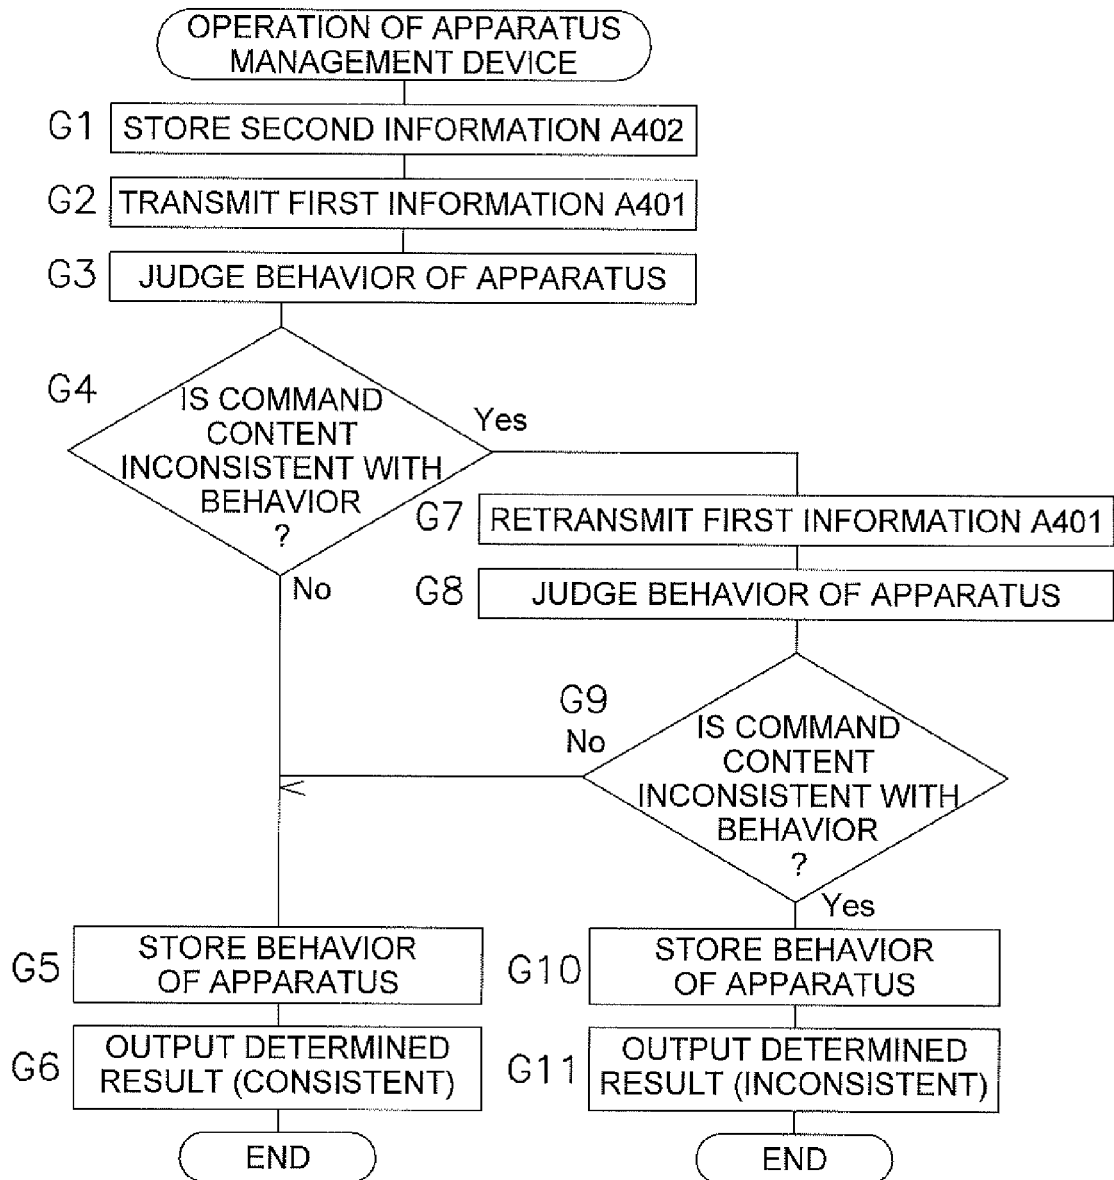 OPERATION OF APPARATUS
MANAGEMENT DEVICE
G1 STORE SECOND INFORMATION A402
G2 TRANSMIT FIRST INFORMATION A401
G3 JUDGE BEHAVIOR OF APPARATUS
G4
IS COMMAND
CONTENT
INCONSISTENT WITH
BEHAVIOR
?
Yes
No
G7 RETRANSMIT FIRST INFORMATION A401
G8 JUDGE BEHAVIOR OF APPARATUS
G9
No
IS COMMAND
CONTENT
INCONSISTENT WITH
BEHAVIOR
?
Yes
G5
STORE BEHAVIOR
OF APPARATUS
G6
OUTPUT DETERMINED
RESULT (CONSISTENT)
END
G10
STORE BEHAVIOR
OF APPARATUS
G11
OUTPUT DETERMINED
RESULT (INCONSISTENT)
END